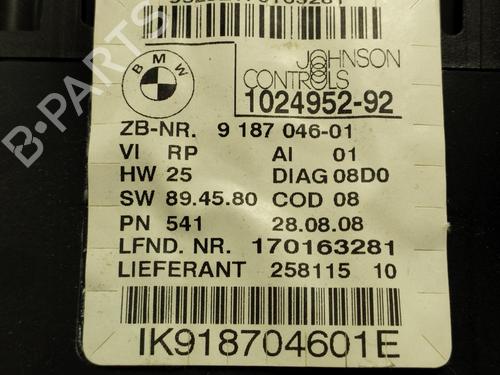 BMW
JOHNSON
CONTROLS
1024952-92
ZB-NR. 9 187 046-01
VI RP AI 01
HW 25 DIAG 08D0
SW 89.45.80 COD 08
PN 541 28.08.08
LFND. NR. 170163281
LIEFERANT 258115 10
IK918704601E
B-PARTS